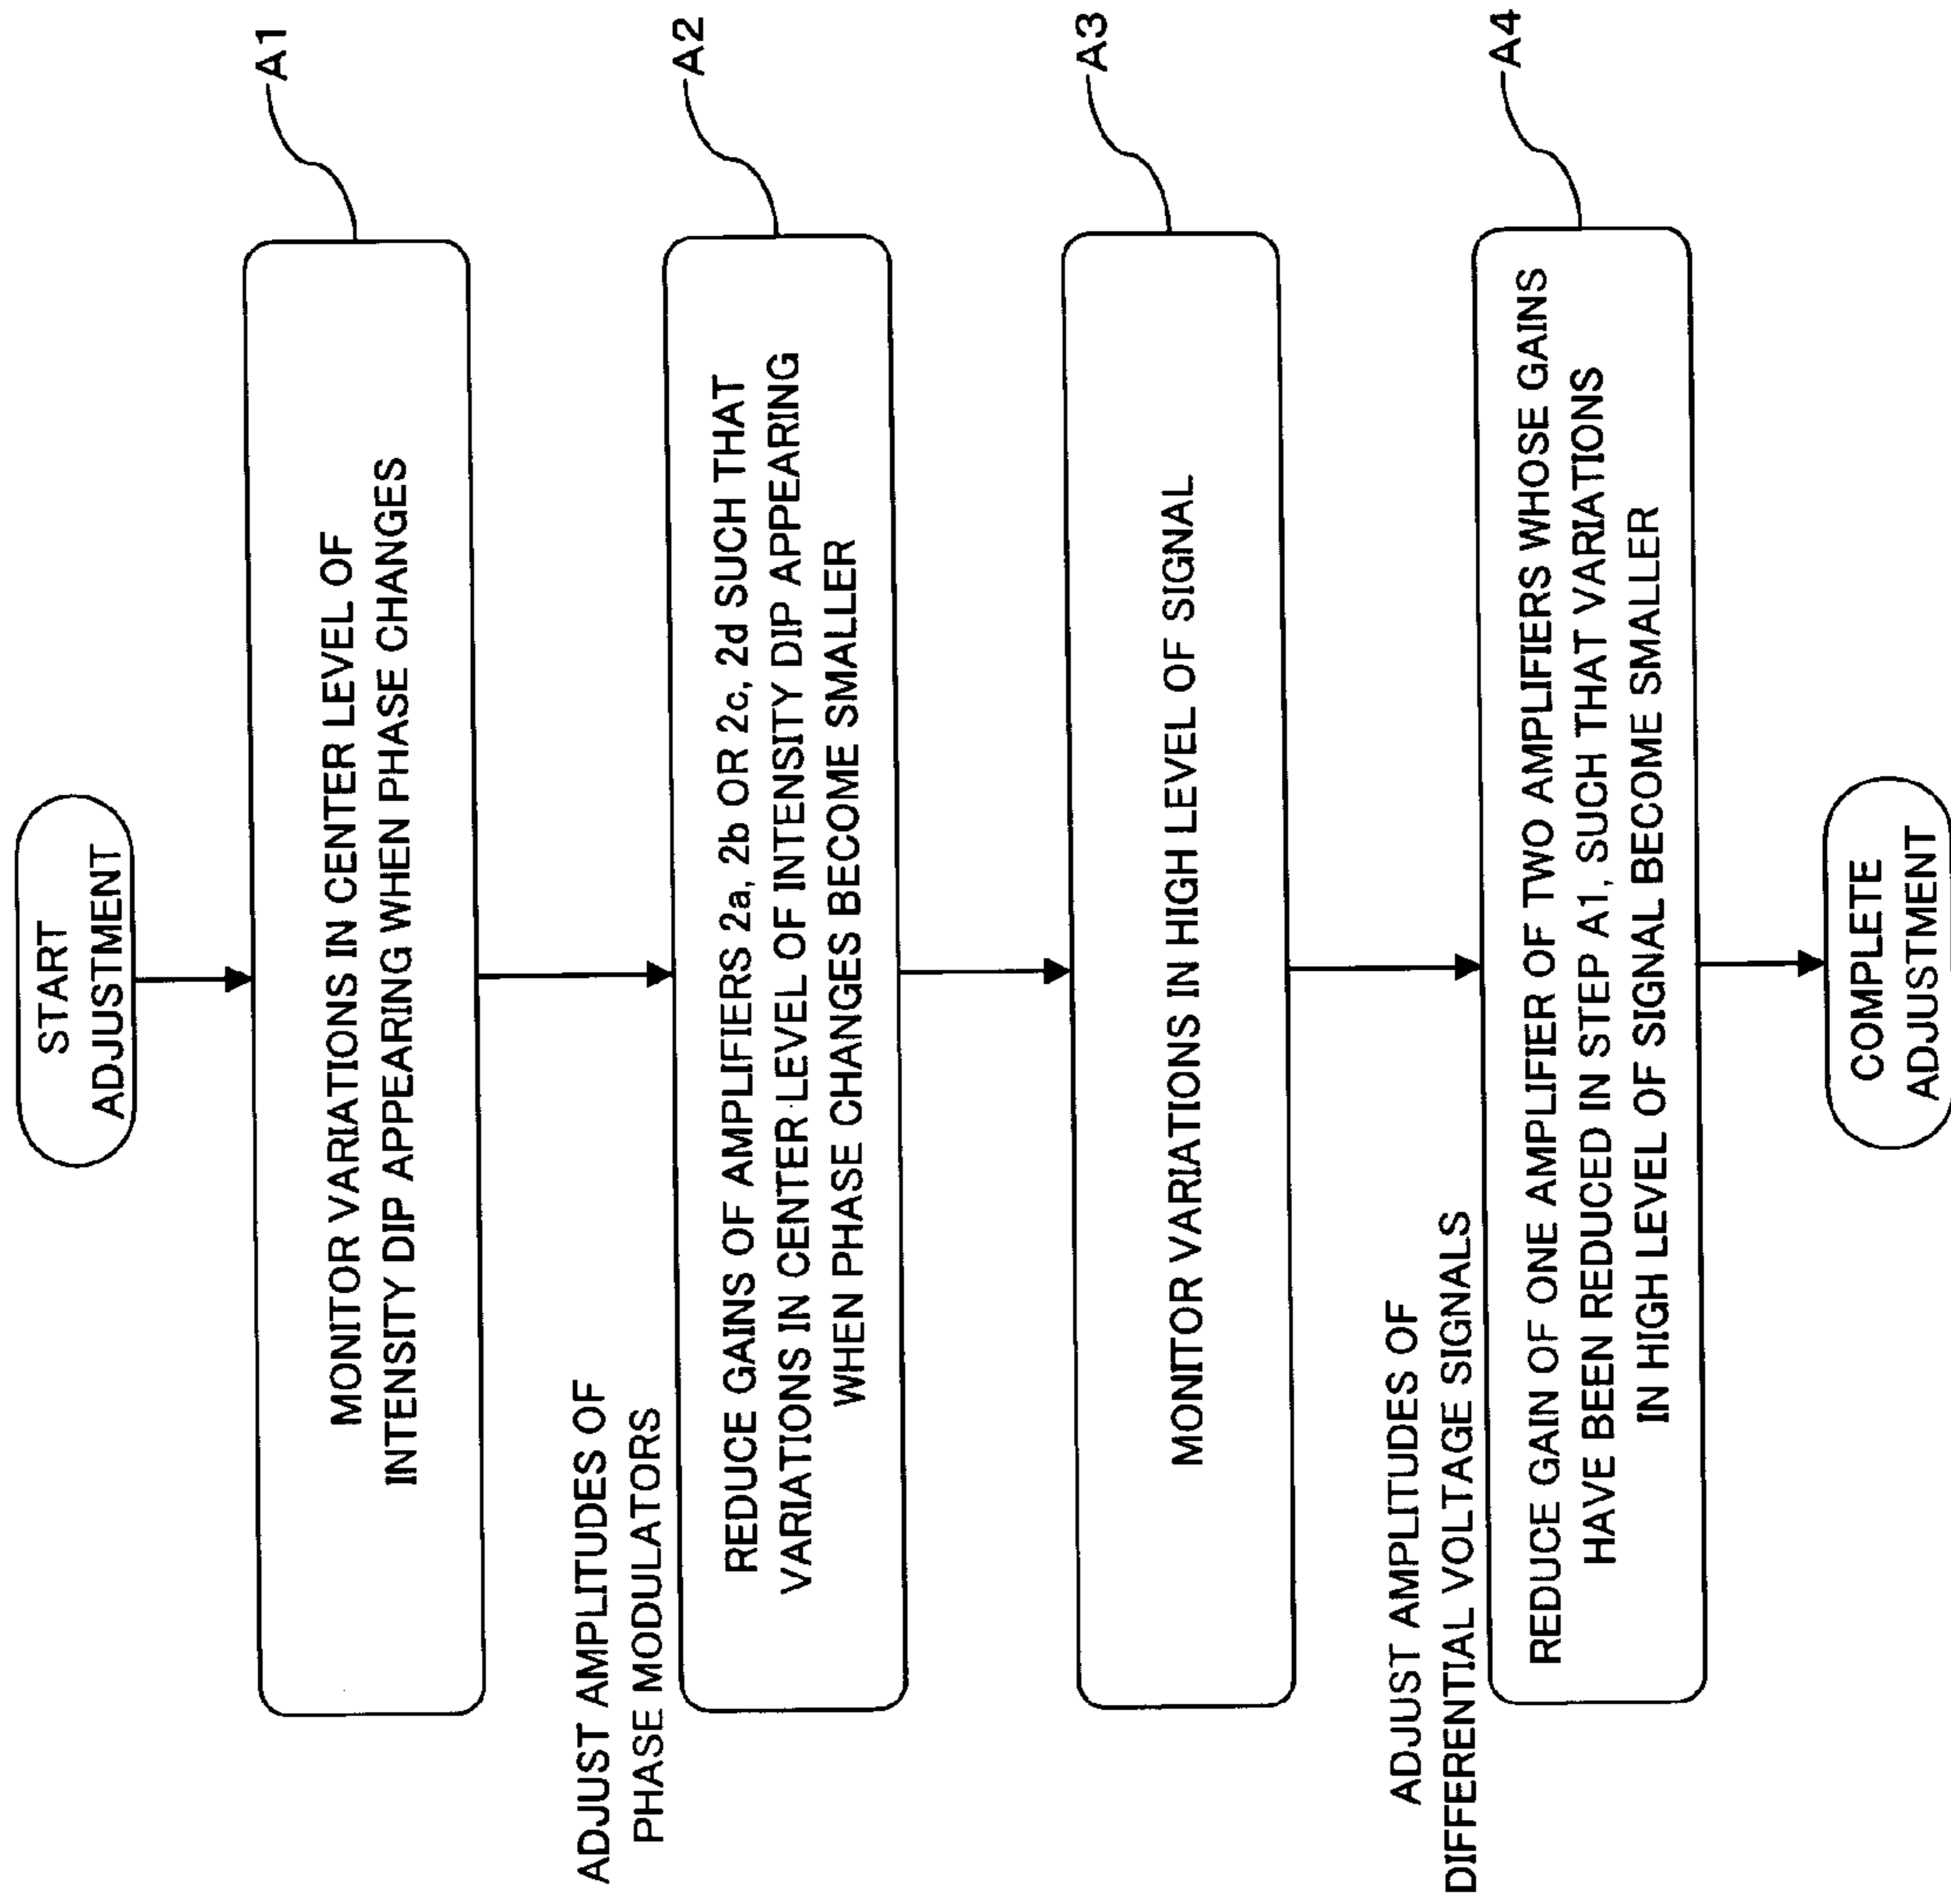 START
ADJUSTMENT
A1
MONITOR VARIATIONS IN CENTER LEVEL OF
INTENSITY DIP APPEARING WHEN PHASE CHANGES
ADJUST AMPLITUDES OF
PHASE MODULATORS
A2
REDUCE GAINS OF AMPLIFIERS 2a, 2b OR 2c, 2d SUCH THAT
VARIATIONS IN CENTER LEVEL OF INTENSITY DIP APPEARING
WHEN PHASE CHANGES BECOME SMALLER
A3
MONITOR VARIATIONS IN HIGH LEVEL OF SIGNAL
ADJUST AMPLITUDES OF
DIFFERENTIAL VOLTAGE SIGNALS
A4
REDUCE GAIN OF ONE AMPLIFIER OF TWO AMPLIFIERS WHOSE GAINS
HAVE BEEN REDUCED IN STEP A1, SUCH THAT VARIATIONS
IN HIGH LEVEL OF SIGNAL BECOME SMALLER
COMPLETE
ADJUSTMENT